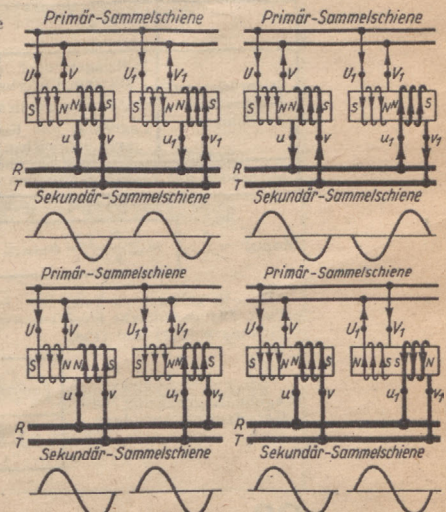 e
Primär-Sammelschiene Primär-Sammelschiene
U V U₁ V₁ U V U₁ V₁
S N N S S N N S S N N S S N N S
u v u₁ v₁ u v u₁ v₁
R
T
Sekundär-Sammelschiene Sekundär-Sammelschiene
Primär-Sammelschiene Primär-Sammelschiene
U V U₁ V₁ U V U₁ V₁
S N N S S N N S S N N S S N S N
u v u₁ v₁ u v u₁ v₁
R
T
Sekundär-Sammelschiene Sekundär-Sammelschiene